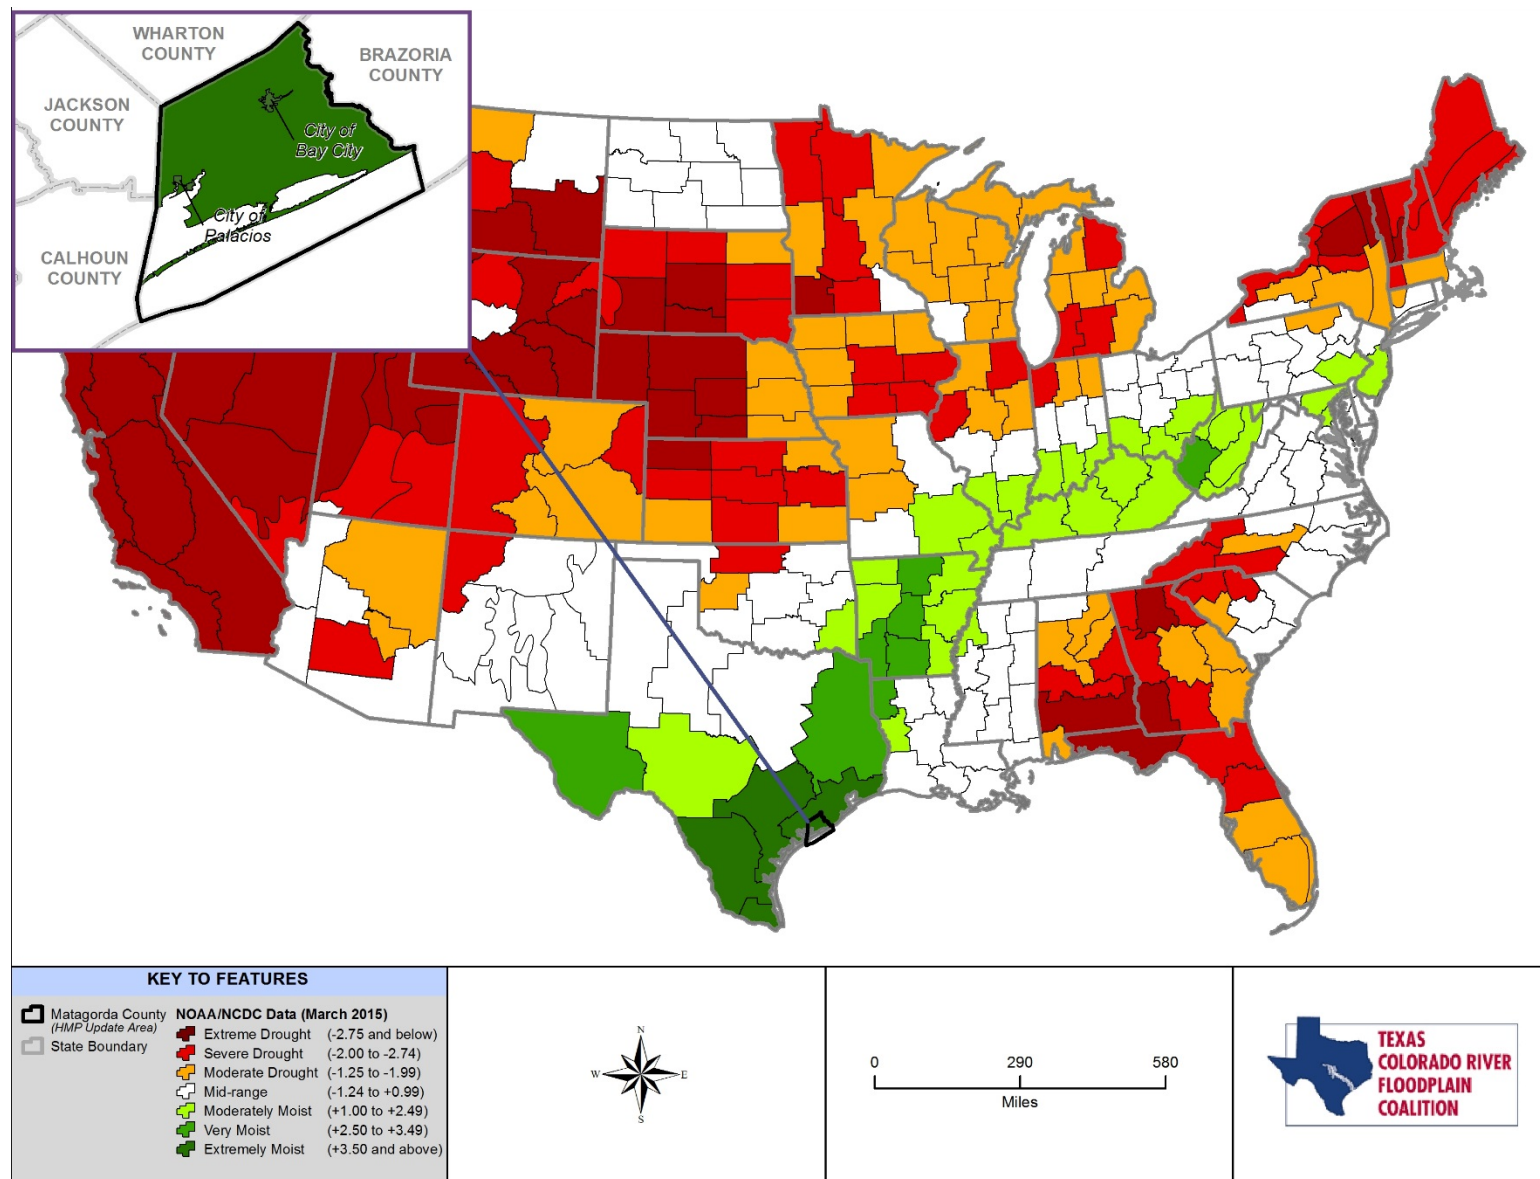 WHARTON
COUNTY
BRAZORIA
COUNTY
JACKSON
COUNTY
City of
Bay City
City of
Palacios
CALHOUN
COUNTY
KEY TO FEATURES
Matagorda County
(HMP Update Area)
State Boundary
NOAA/NCDC Data (March 2015)
Extreme Drought (-2.75 and below)
Severe Drought (-2.00 to -2.74)
Moderate Drought (-1.25 to -1.99)
Mid-range (-1.24 to +0.99)
Moderately Moist (+1.00 to +2.49)
Very Moist (+2.50 to +3.49)
Extremely Moist (+3.50 and above)
N
W E
S
0 290 580
Miles
TEXAS
COLORADO RIVER
FLOODPLAIN
COALITION